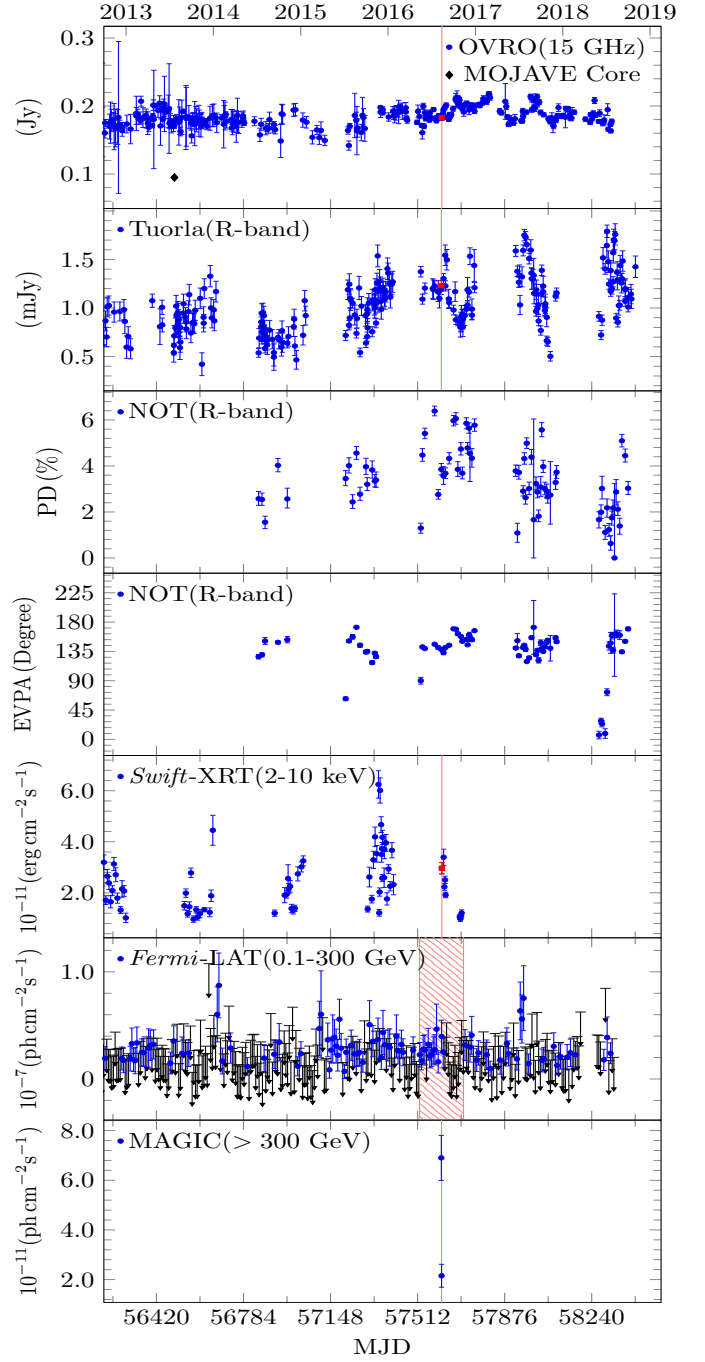 2013 2014 2015 2016 2017 2018 2019
0.3
OVRO(15 GHz)
MOJAVE Core
0.2
(Jy)
0.1
Tuorla(R-band)
1.5
(mJy)
1.0
0.5
NOT(R-band)
6
PD(%)
4
2
0
NOT(R-band)
225
180
EVPA(Degree)
135
90
45
0
Swift-XRT(2-10 keV)
6.0
10⁻¹¹(erg cm⁻²s⁻¹)
4.0
2.0
Fermi-LAT(0.1-300 GeV)
1.0
10⁻⁷(ph cm⁻²s⁻¹)
0
MAGIC(> 300 GeV)
8.0
10⁻¹¹(ph cm⁻²s⁻¹)
6.0
4.0
2.0
56420 56784 57148 57512 57876 58240
MJD